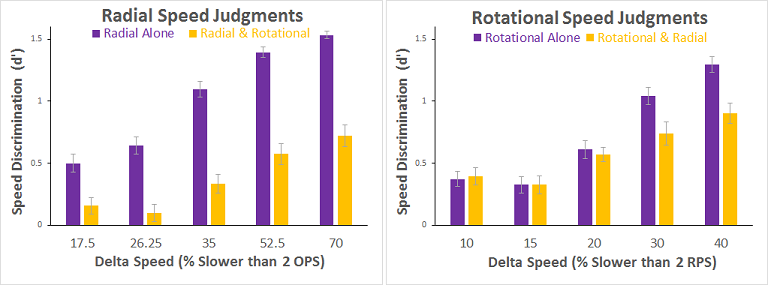 Radial Speed Judgments
Radial Alone
Radial & Rotational
1.5
1
0.5
0
Speed Discrimination (d')
17.5 26.25 35 52.5 70
Delta Speed (% Slower than 2 OPS)
Rotational Speed Judgments
Rotational Alone
Rotational & Radial
1.5
1
0.5
0
Speed Discrimination (d')
10 15 20 30 40
Delta Speed (% Slower than 2 RPS)